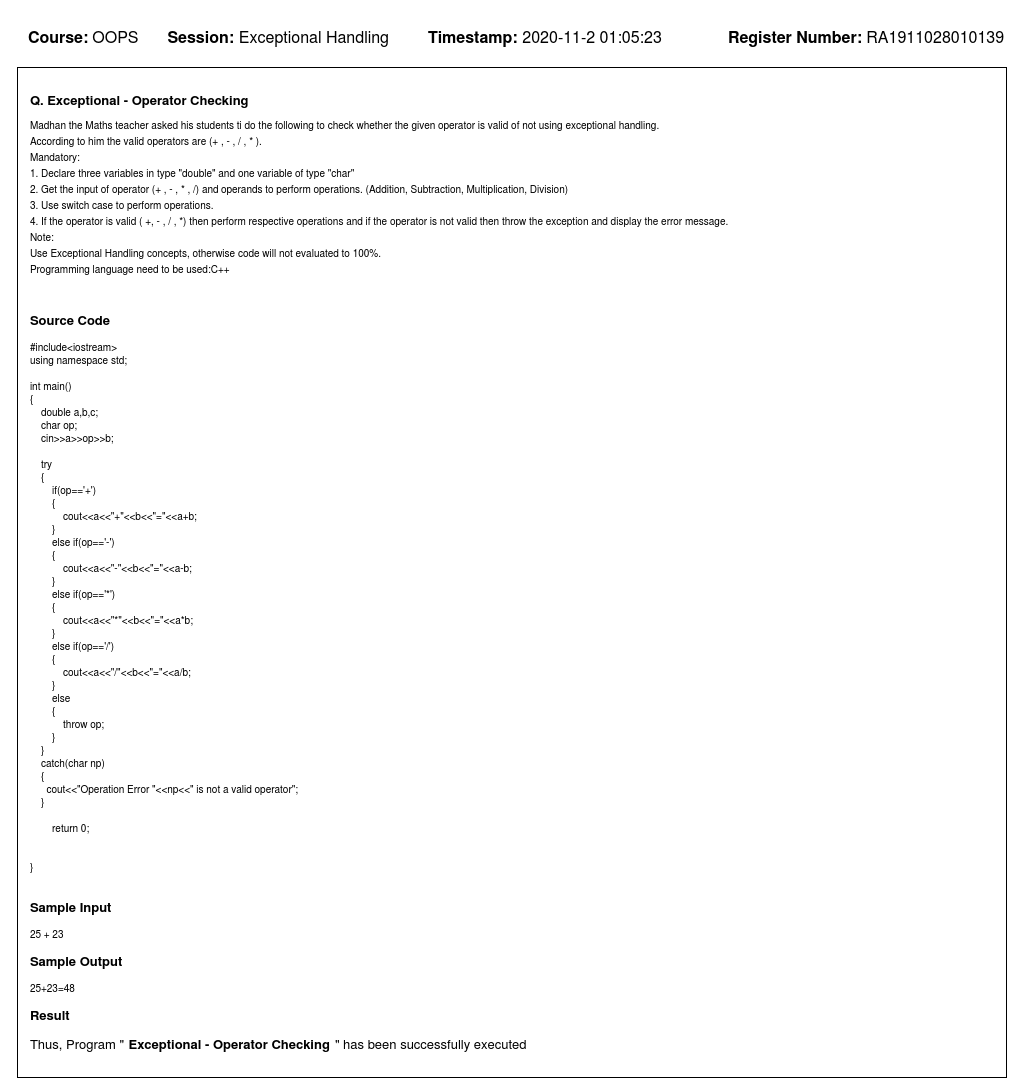 Course: OOPS Session: Exceptional Handling Timestamp: 2020-11-2 01:05:23 Register Number: RA1911028010139
Q. Exceptional - Operator Checking
Madhan the Maths teacher asked his students ti do the following to check whether the given operator is valid of not using exceptional handling.
According to him the valid operators are (+ , - , / , * ).
Mandatory:
1. Declare three variables in type "double" and one variable of type "char"
2. Get the input of operator (+ , - , * , /) and operands to perform operations. (Addition, Subtraction, Multiplication, Division)
3. Use switch case to perform operations.
4. If the operator is valid ( +, - , / , *) then perform respective operations and if the operator is not valid then throw the exception and display the error message.
Note:
Use Exceptional Handling concepts, otherwise code will not evaluated to 100%.
Programming language need to be used:C++
Source Code
#include<iostream>
using namespace std;
int main()
{
double a,b,c;
char op;
cin>>a>>op>>b;
try
{
if(op=='+')
{
cout<<a<<"+"<<b<<"="<<a+b;
}
else if(op=='-')
{
cout<<a<<"-"<<b<<"="<<a-b;
}
else if(op=='*')
{
cout<<a<<"*"<<b<<"="<<a*b;
}
else if(op=='/')
{
cout<<a<<"/"<<b<<"="<<a/b;
}
else
{
throw op;
}
}
catch(char np)
{
cout<<"Operation Error "<<np<<" is not a valid operator";
}
return 0;
}
Sample Input
25 + 23
Sample Output
25+23=48
Result
Thus, Program " Exceptional - Operator Checking " has been successfully executed